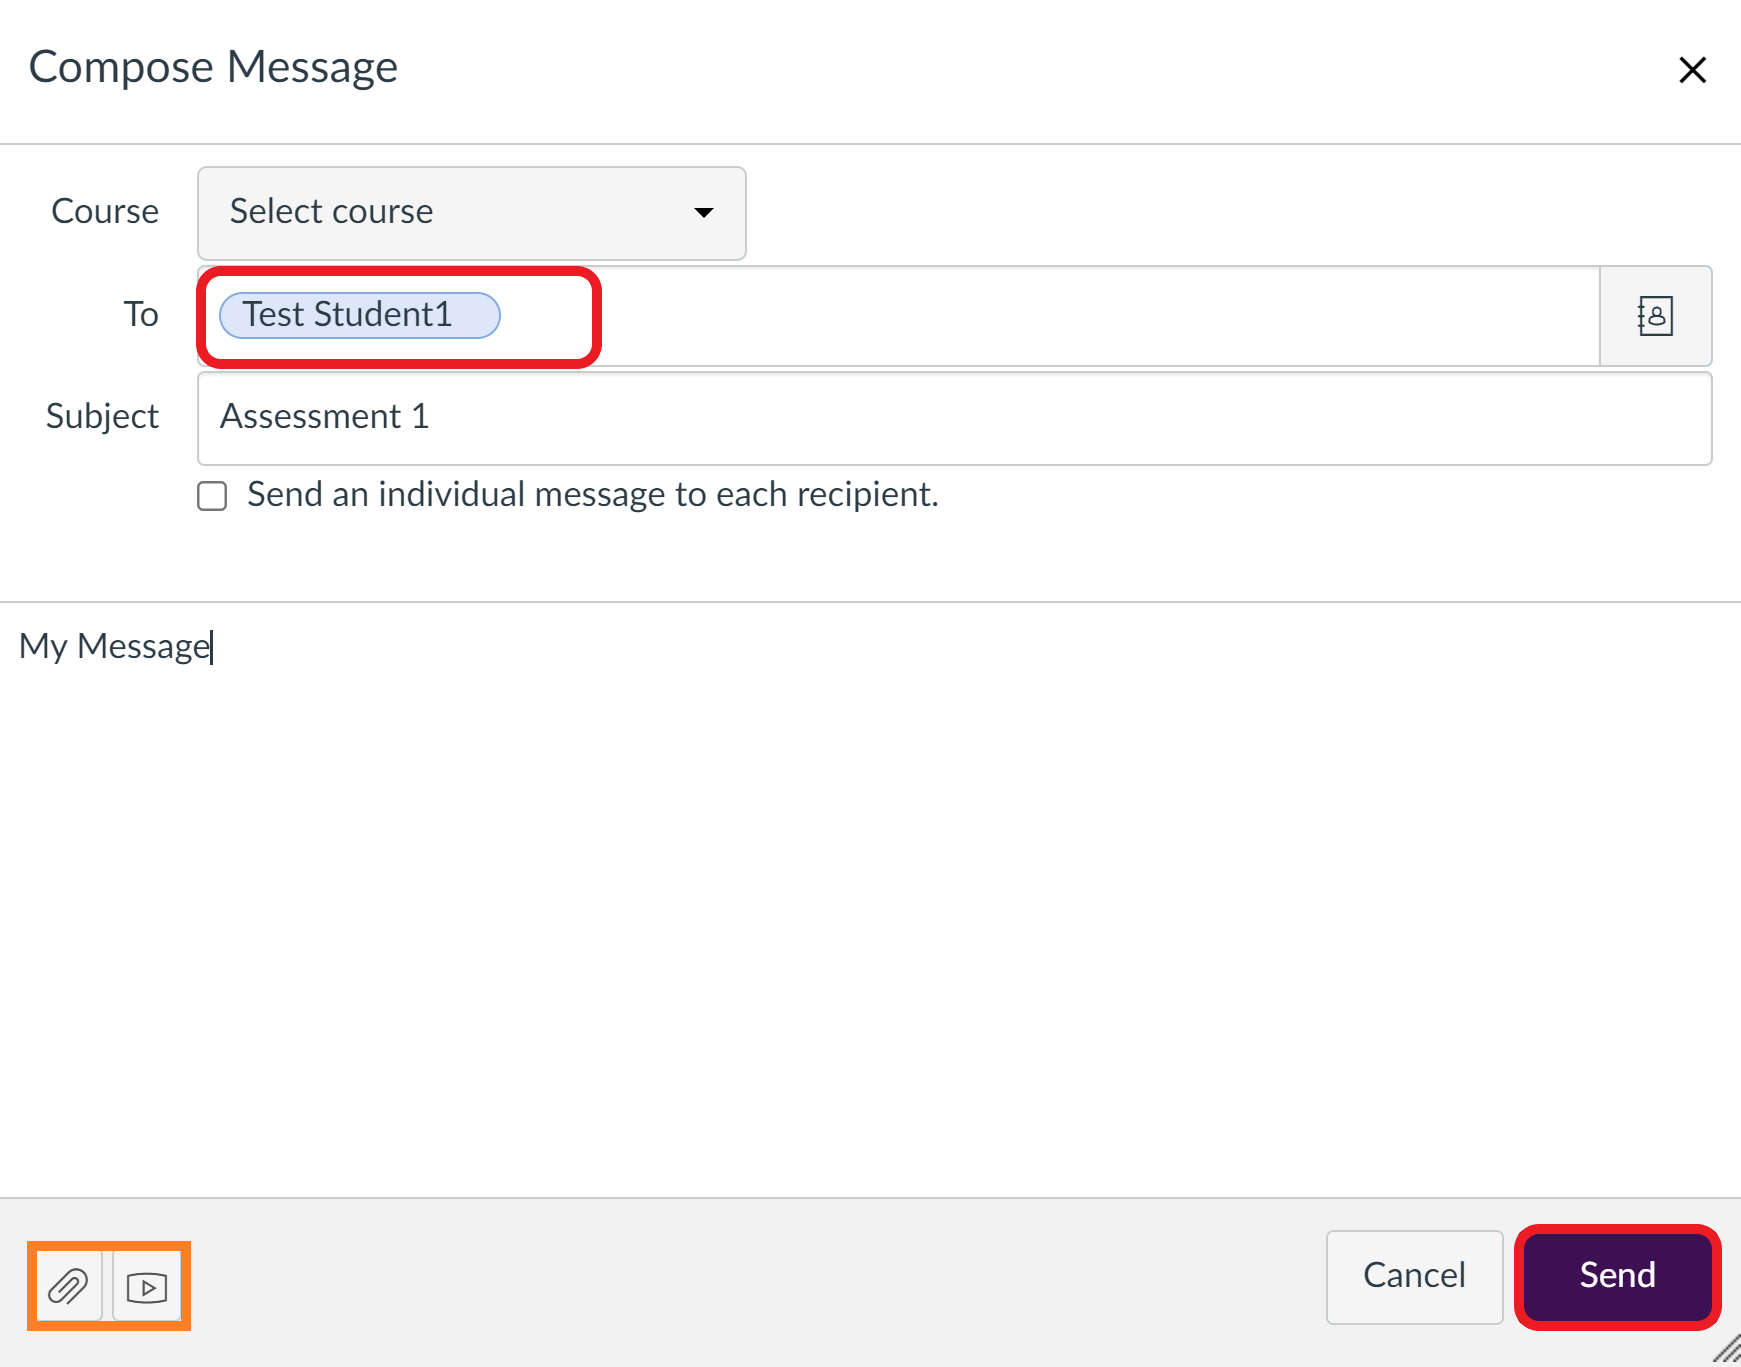 Compose Message
Course
Select course
To
Test Student1
Subject
Assessment 1
Send an individual message to each recipient.
My Message
Cancel
Send